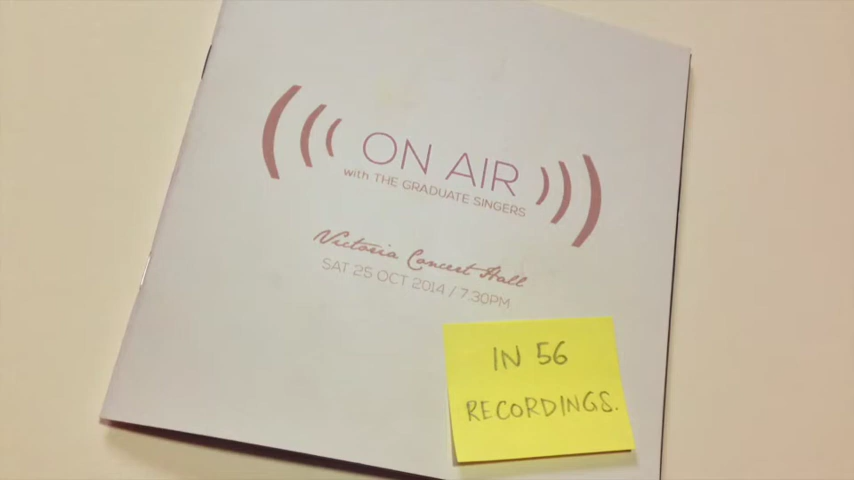 ON AIR
with THE GRADUATE SINGERS
Victoria Concert Hall
SAT 25 OCT 2014 / 7.30PM
IN 56
RECORDINGS.